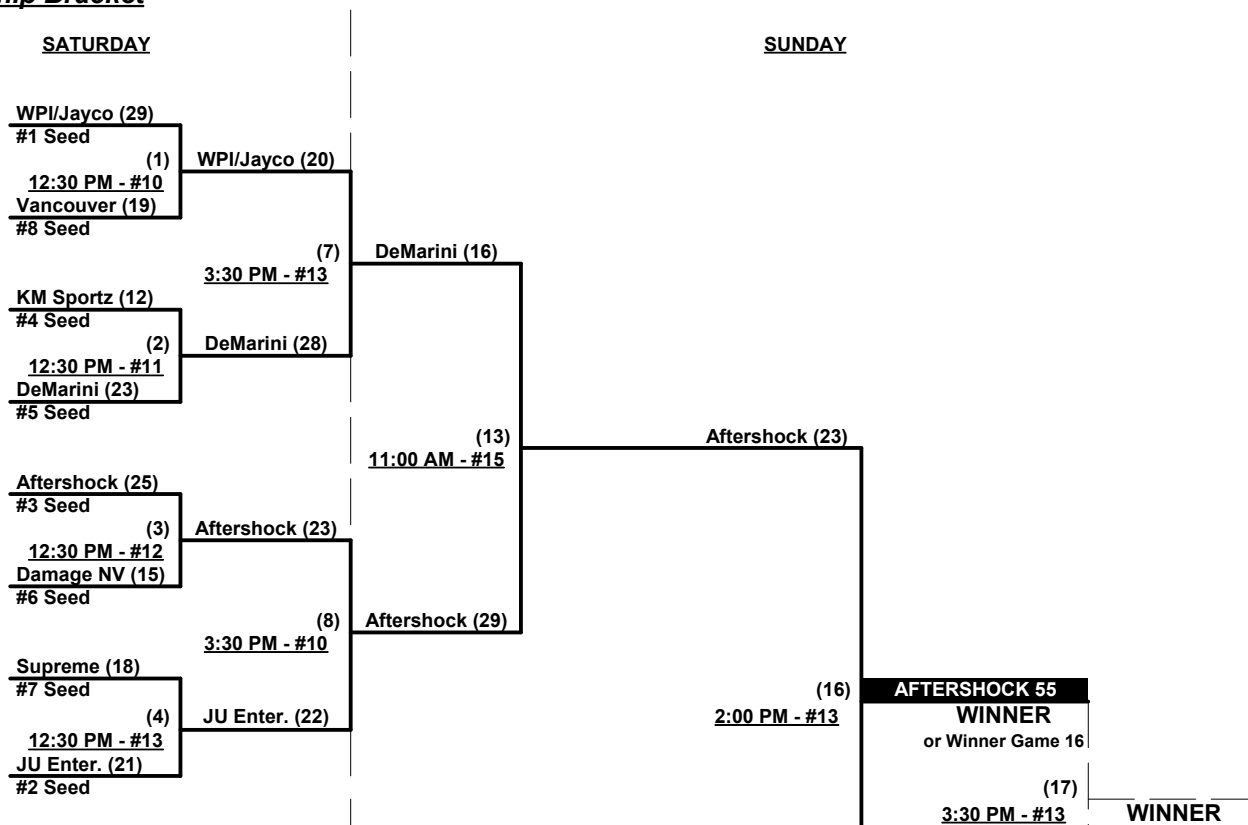 SATURDAY
SUNDAY
WPI/Jayco (29)
#1 Seed
(1)
WPI/Jayco (20)
12:30 PM - #10
Vancouver (19)
#8 Seed
(7)
DeMarini (16)
3:30 PM - #13
KM Sportz (12)
#4 Seed
(2)
DeMarini (28)
12:30 PM - #11
DeMarini (23)
#5 Seed
(13)
Aftershock (23)
11:00 AM - #15
Aftershock (25)
#3 Seed
(3)
Aftershock (23)
12:30 PM - #12
Damage NV (15)
#6 Seed
(8)
Aftershock (29)
3:30 PM - #10
Supreme (18)
#7 Seed
(16)
AFTERSHOCK 55
(4)
JU Enter. (22)
2:00 PM - #13
WINNER
12:30 PM - #13
or Winner Game 16
JU Enter. (21)
#2 Seed
(17)
3:30 PM - #13
WINNER